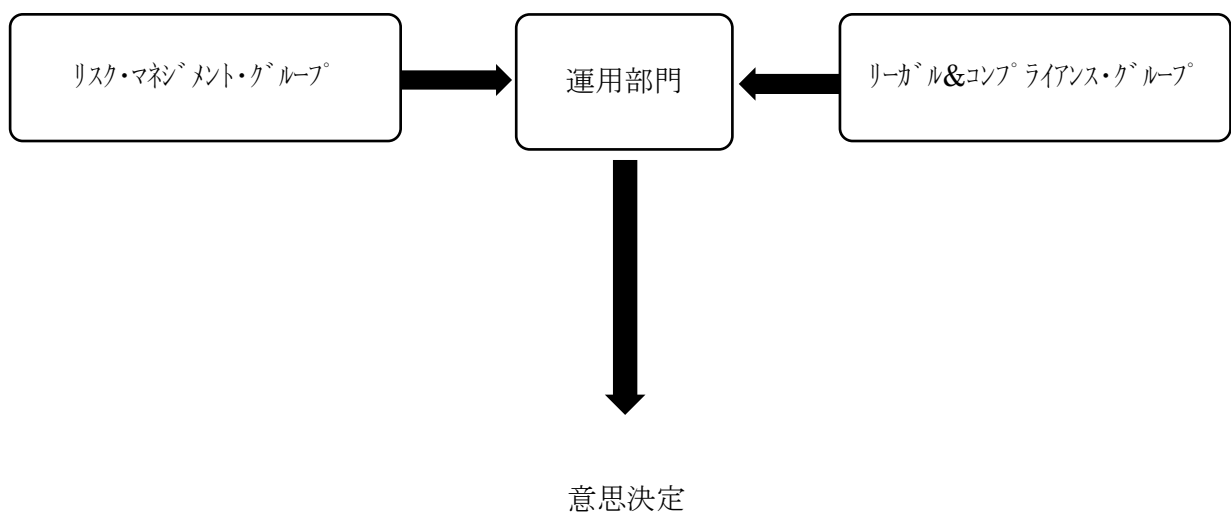 リスク・マネジメント・グループ
運用部門
リーガル&コンプライアンス・グループ
意思決定